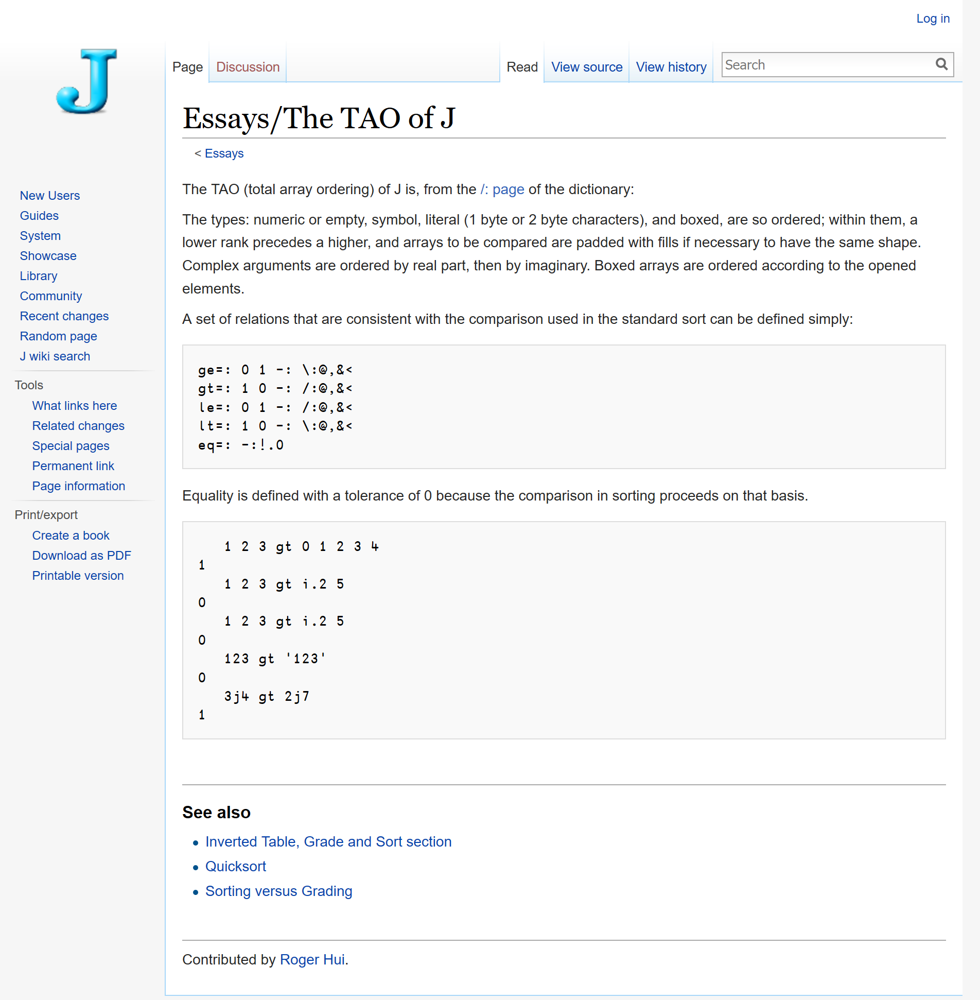 Log in
J
Page
Discussion
Read
View source
View history
Search
Essays/The TAO of J
< Essays
The TAO (total array ordering) of J is, from the /: page of the dictionary:
The types: numeric or empty, symbol, literal (1 byte or 2 byte characters), and boxed, are so ordered; within them, a
lower rank precedes a higher, and arrays to be compared are padded with fills if necessary to have the same shape.
Complex arguments are ordered by real part, then by imaginary. Boxed arrays are ordered according to the opened
elements.
A set of relations that are consistent with the comparison used in the standard sort can be defined simply:
ge=: 0 1 -: \:@,&<
gt=: 1 0 -: /:@,&<
le=: 0 1 -: /:@,&<
lt=: 1 0 -: \:@,&<
eq=: -:!.0
Equality is defined with a tolerance of 0 because the comparison in sorting proceeds on that basis.
   1 2 3 gt 0 1 2 3 4
1
   1 2 3 gt i.2 5
0
   1 2 3 gt i.2 5
0
   123 gt '123'
0
   3j4 gt 2j7
1
See also
Inverted Table, Grade and Sort section
Quicksort
Sorting versus Grading
Contributed by Roger Hui.
New Users
Guides
System
Showcase
Library
Community
Recent changes
Random page
J wiki search
Tools
What links here
Related changes
Special pages
Permanent link
Page information
Print/export
Create a book
Download as PDF
Printable version